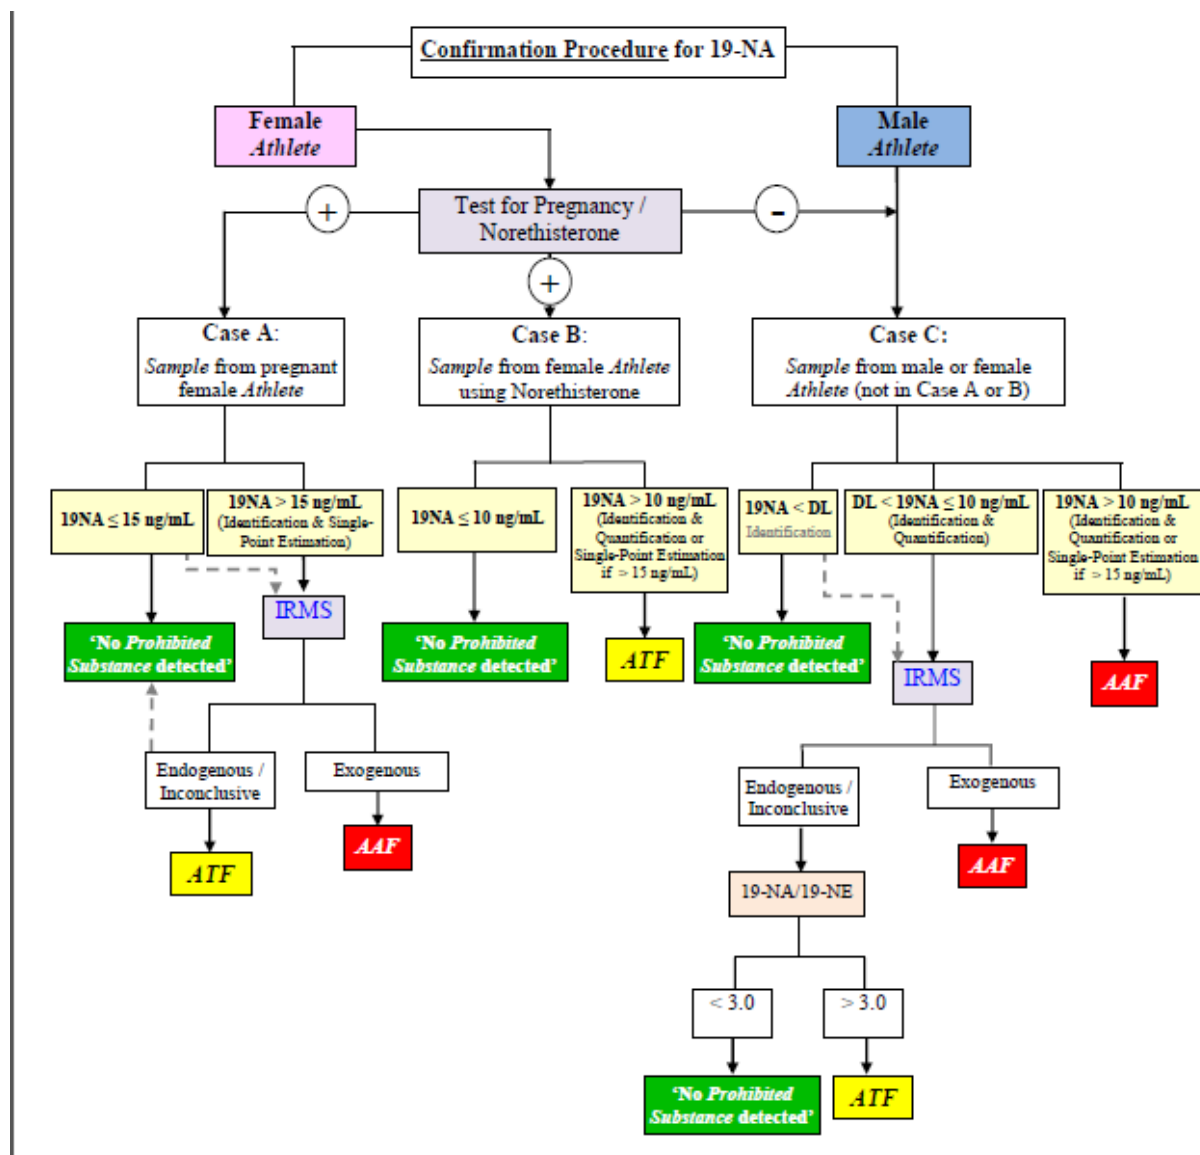 Confirmation Procedure for 19-NA
Female
Athlete
Male
Athlete
Test for Pregnancy /
Norethisterone
+
-
+
Case A:
Sample from pregnant
female Athlete
Case B:
Sample from female Athlete
using Norethisterone
Case C:
Sample from male or female
Athlete (not in Case A or B)
19NA ≤ 15 ng/mL
19NA > 15 ng/mL
(Identification & Single-
Point Estimation)
19NA ≤ 10 ng/mL
19NA > 10 ng/mL
(Identification &
Quantification or
Single-Point Estimation
if > 15 ng/mL)
19NA < DL
Identification
DL < 19NA ≤ 10 ng/mL
(Identification &
Quantification)
19NA > 10 ng/mL
(Identification &
Quantification or
Single-Point Estimation
if > 15 ng/mL)
IRMS
'No Prohibited
Substance detected'
'No Prohibited
Substance detected'
ATF
'No Prohibited
Substance detected'
IRMS
AAF
Endogenous /
Inconclusive
Exogenous
Endogenous /
Inconclusive
Exogenous
ATF
AAF
AAF
19-NA/19-NE
< 3.0
> 3.0
'No Prohibited
Substance detected'
ATF